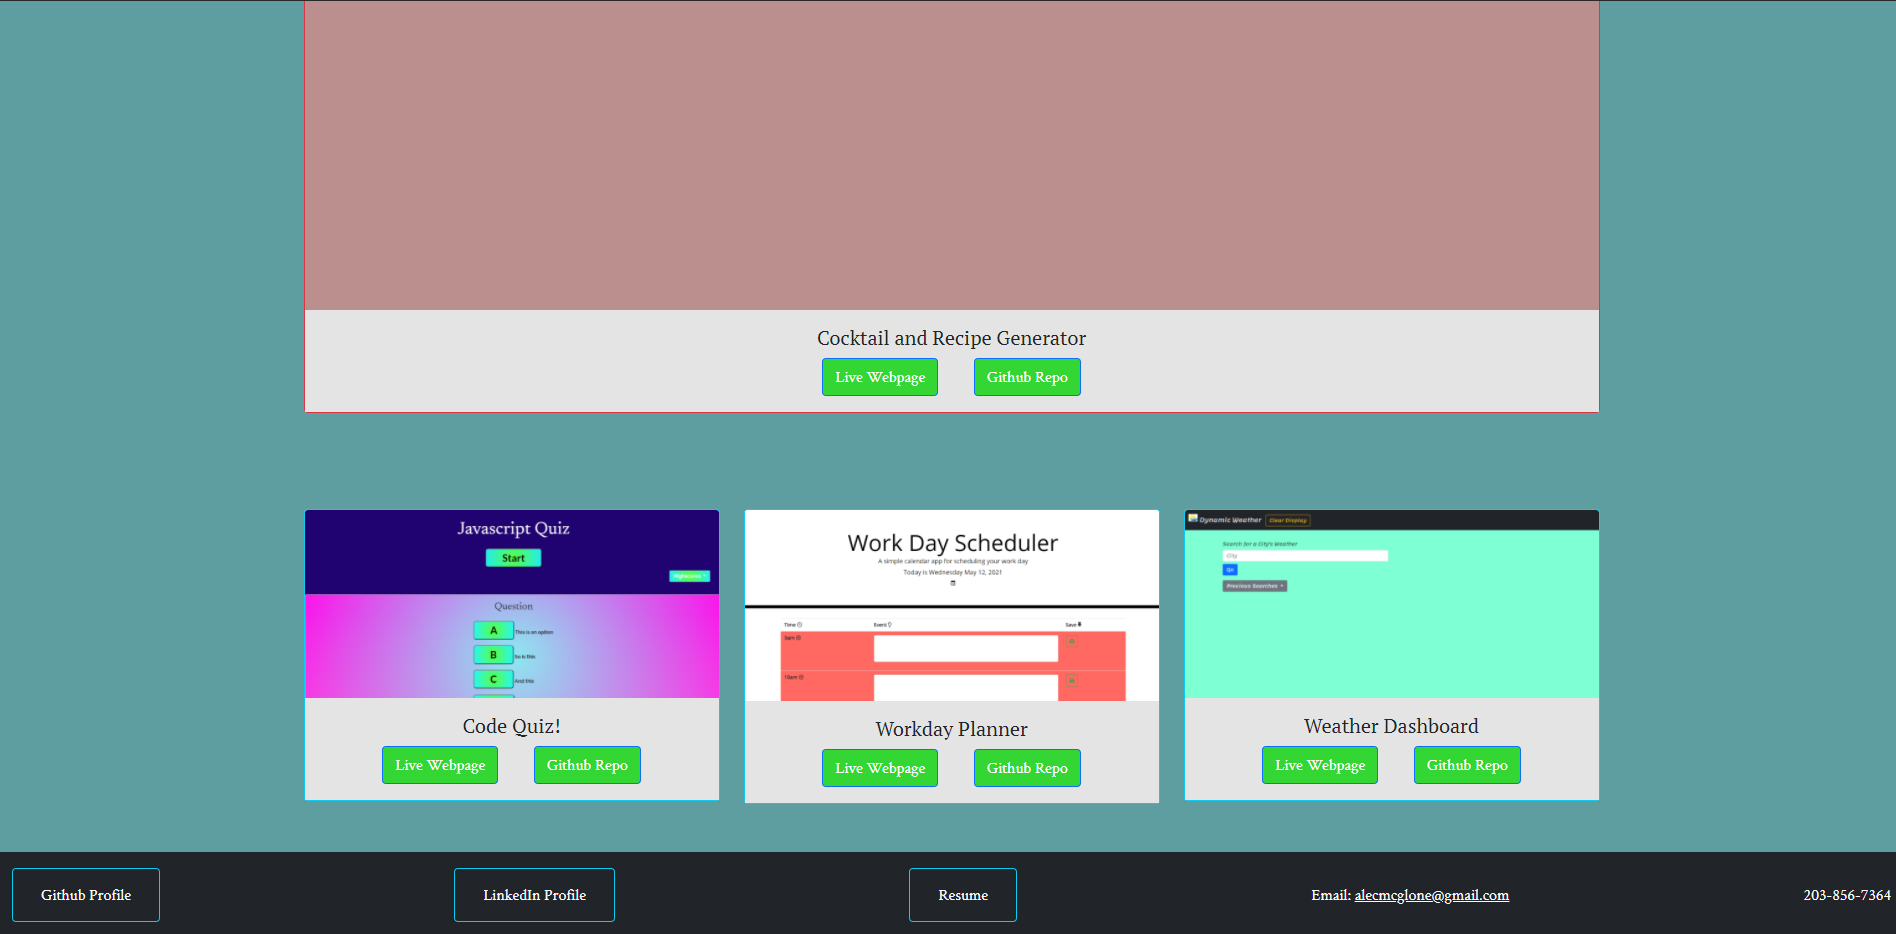 Cocktail and Recipe Generator
Live Webpage Github Repo
Javascript Quiz
Start
Highscores
Question
A This is an option
B So is this
C And this
Code Quiz!
Live Webpage Github Repo
Work Day Scheduler
A simple calendar app for scheduling your work day
Today is Wednesday May 12, 2021
Time Event Save
9am
10am
Workday Planner
Live Webpage Github Repo
Dynamic Weather Clear Display
Search for a City's Weather
City
Go
Previous Searches
Weather Dashboard
Live Webpage Github Repo
Github Profile LinkedIn Profile Resume Email: alecmcglone@gmail.com 203-856-7364